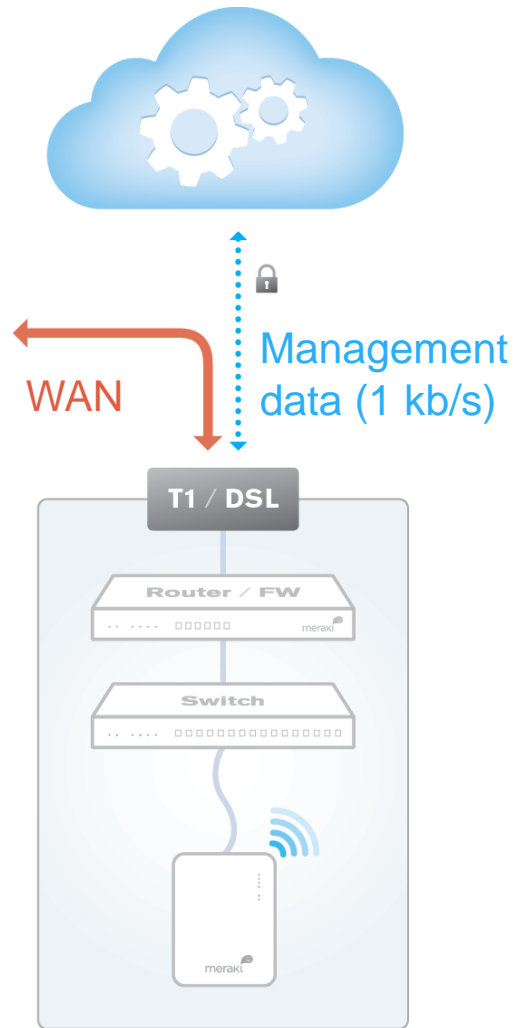 Management
data (1 kb/s)
WAN
T1 / DSL
Router / FW
meraki
Switch
meraki